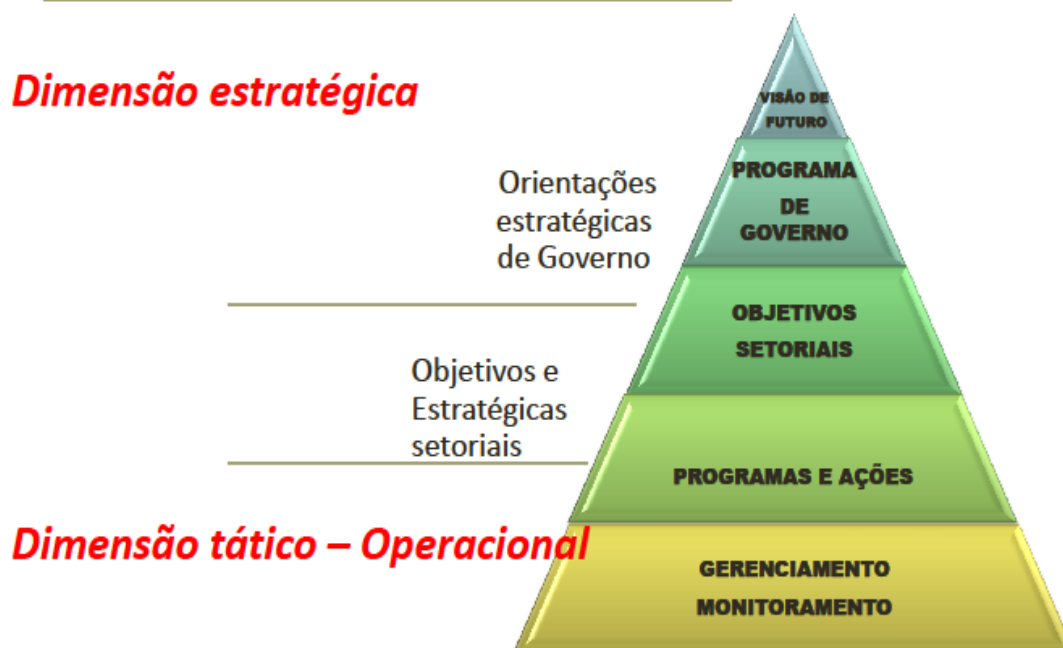 Dimensão estratégica
VISÃO DE
FUTURO
Orientações
estratégicas
de Governo
PROGRAMA
DE
GOVERNO
OBJETIVOS
SETORIAIS
Objetivos e
Estratégicas
setoriais
PROGRAMAS E AÇÕES
Dimensão tático – Operacional
GERENCIAMENTO
MONITORAMENTO